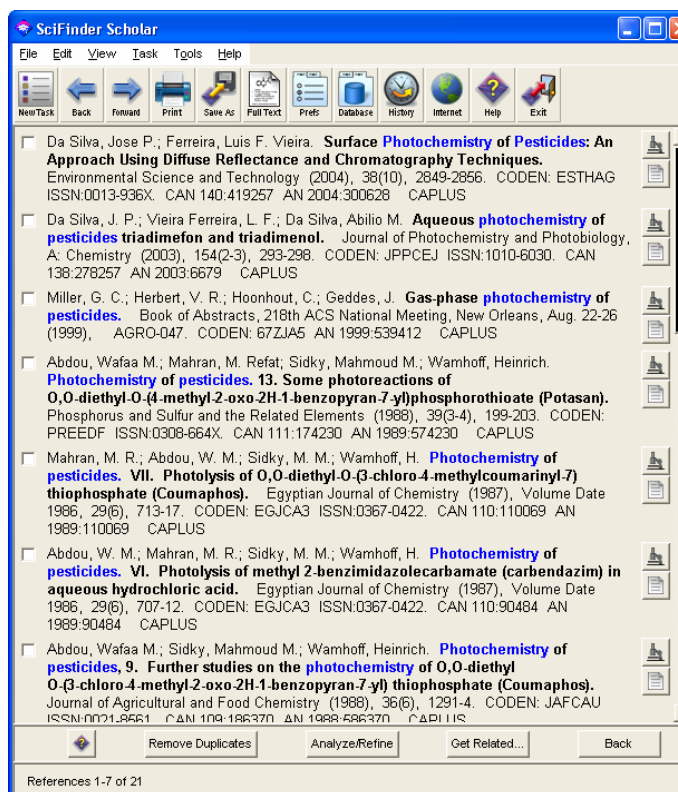 SciFinder Scholar
File Edit View Task Tools Help
New Task Back Forward Print Save As Full Text Prefs Database History Internet Help Exit
Da Silva, Jose P.; Ferreira, Luis F. Vieira. Surface Photochemistry of Pesticides: An
Approach Using Diffuse Reflectance and Chromatography Techniques.
Environmental Science and Technology (2004), 38(10), 2849-2856. CODEN: ESTHAG
ISSN:0013-936X. CAN 140:419257 AN 2004:300628 CAPLUS
Da Silva, J. P.; Vieira Ferreira, L. F.; Da Silva, Abilio M. Aqueous photochemistry of
pesticides triadimefon and triadimenol. Journal of Photochemistry and Photobiology,
A: Chemistry (2003), 154(2-3), 293-298. CODEN: JPPCEJ ISSN:1010-6030. CAN
138:278257 AN 2003:6679 CAPLUS
Miller, G. C.; Herbert, V. R.; Hoonhout, C.; Geddes, J. Gas-phase photochemistry of
pesticides. Book of Abstracts, 218th ACS National Meeting, New Orleans, Aug. 22-26
(1999), AGRO-047. CODEN: 67ZJA5 AN 1999:539412 CAPLUS
Abdou, Wafaa M.; Mahran, M. Refat; Sidky, Mahmoud M.; Wamhoff, Heinrich.
Photochemistry of pesticides. 13. Some photoreactions of
O,O-diethyl-O-(4-methyl-2-oxo-2H-1-benzopyran-7-yl)phosphorothioate (Potasan).
Phosphorus and Sulfur and the Related Elements (1988), 39(3-4), 199-203. CODEN:
PREEDF ISSN:0308-664X. CAN 111:174230 AN 1989:574230 CAPLUS
Mahran, M. R.; Abdou, W. M.; Sidky, M. M.; Wamhoff, H. Photochemistry of
pesticides. VII. Photolysis of O,O-diethyl-O-(3-chloro-4-methylcoumarinyl-7)
thiophosphate (Coumaphos). Egyptian Journal of Chemistry (1987), Volume Date
1986, 29(6), 713-17. CODEN: EGJCA3 ISSN:0367-0422. CAN 110:110069 AN
1989:110069 CAPLUS
Abdou, W. M.; Mahran, M. R.; Sidky, M. M.; Wamhoff, H. Photochemistry of
pesticides. VI. Photolysis of methyl 2-benzimidazolecarbamate (carbendazim) in
aqueous hydrochloric acid. Egyptian Journal of Chemistry (1987), Volume Date
1986, 29(6), 707-12. CODEN: EGJCA3 ISSN:0367-0422. CAN 110:90484 AN
1989:90484 CAPLUS
Abdou, Wafaa M.; Sidky, Mahmoud M.; Wamhoff, Heinrich. Photochemistry of
pesticides, 9. Further studies on the photochemistry of O,O-diethyl
O-(3-chloro-4-methyl-2-oxo-2H-1-benzopyran-7-yl) thiophosphate (Coumaphos).
Journal of Agricultural and Food Chemistry (1988), 36(6), 1291-4. CODEN: JAFCAU
ISSN:0021-8561. CAN 109:186370 AN 1988:586370 CAPLUS
Remove Duplicates Analyze/Refine Get Related... Back
References 1-7 of 21